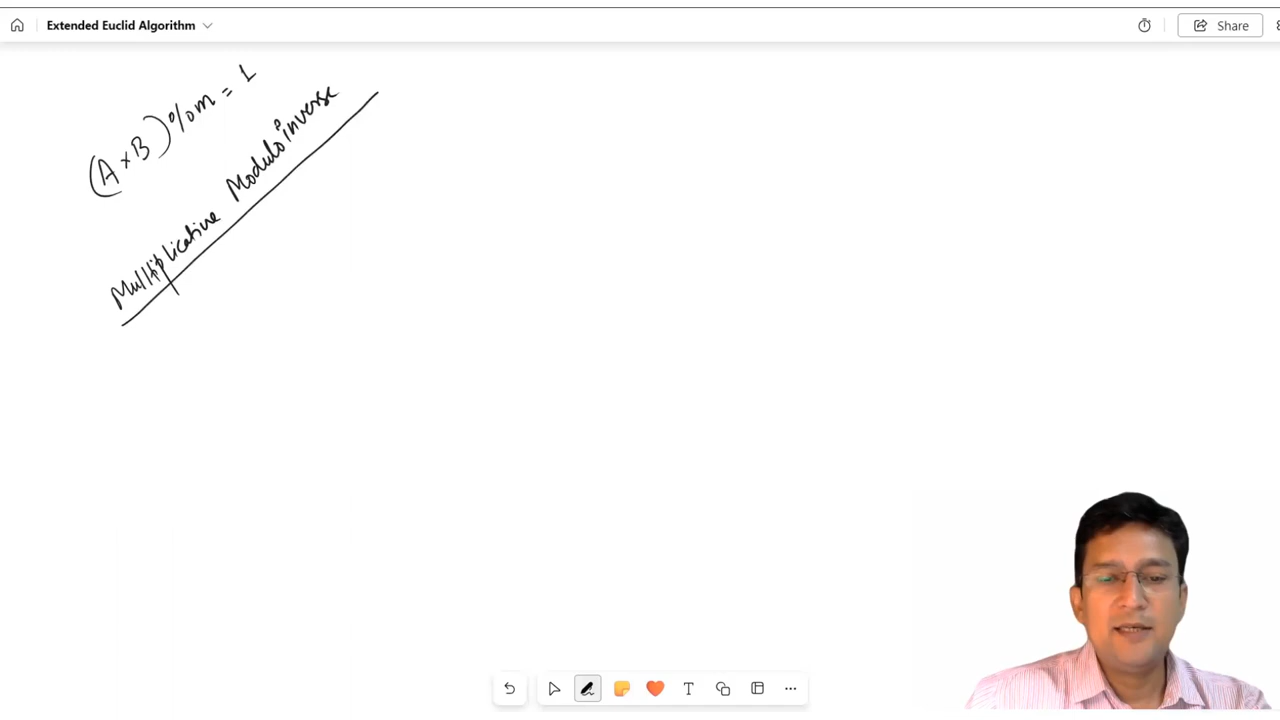 Extended Euclid Algorithm
Share
(A×B)%m = 1
Multiplicative Modulo inverse
T